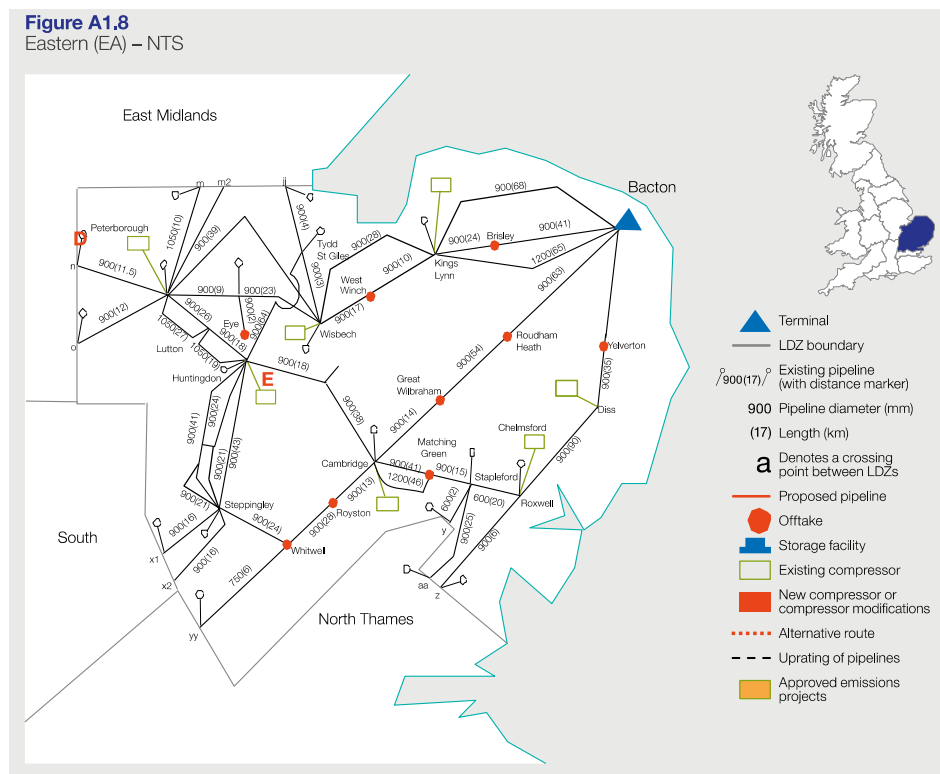 Figure A1.8
Eastern (EA) – NTS
East Midlands
Bacton
m
m2
jj
Peterborough
D
n
o
1050(10)
900(39)
900(4)
900(3)
Tydd
St Giles
900(28)
900(68)
900(24)
Brisley
900(41)
1200(65)
Kings
Lynn
900(10)
West
Winch
900(17)
900(63)
900(11.5)
900(12)
900(9)
900(23)
900(2)
900(64)
900(26)
1050(27)
Eye
900(18)
Lutton
1050(19)
Huntingdon
E
Wisbech
900(18)
Roudham
Heath
900(54)
Yelverton
900(35)
Great
Wilbraham
900(14)
900(38)
Diss
900(90)
Chelmsford
Matching
Green
900(41)
900(24)
900(21)
900(43)
Cambridge
900(41)
1200(46)
900(15)
Stapleford
600(20)
Roxwell
900(13)
Royston
900(28)
600(2)
y
900(25)
900(6)
aa
z
900(21)
Steppingley
900(24)
900(16)
900(16)
x1
x2
Whitwell
750(6)
yy
South
North Thames
Terminal
LDZ boundary
900(17)
Existing pipeline
(with distance marker)
900 Pipeline diameter (mm)
(17) Length (km)
a Denotes a crossing
point between LDZs
Proposed pipeline
Offtake
Storage facility
Existing compressor
New compressor or
compressor modifications
Alternative route
Uprating of pipelines
Approved emissions
projects